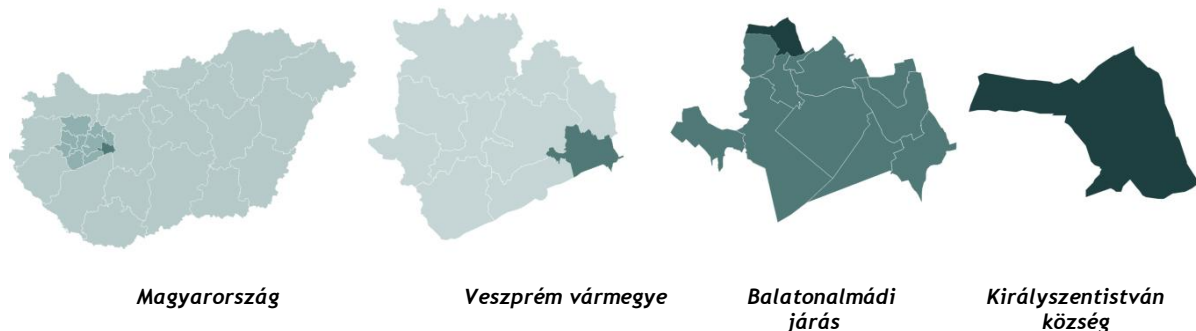 Magyarország
Veszprém vármegye
Balatonalmádi
járás
Királyszentistván
község